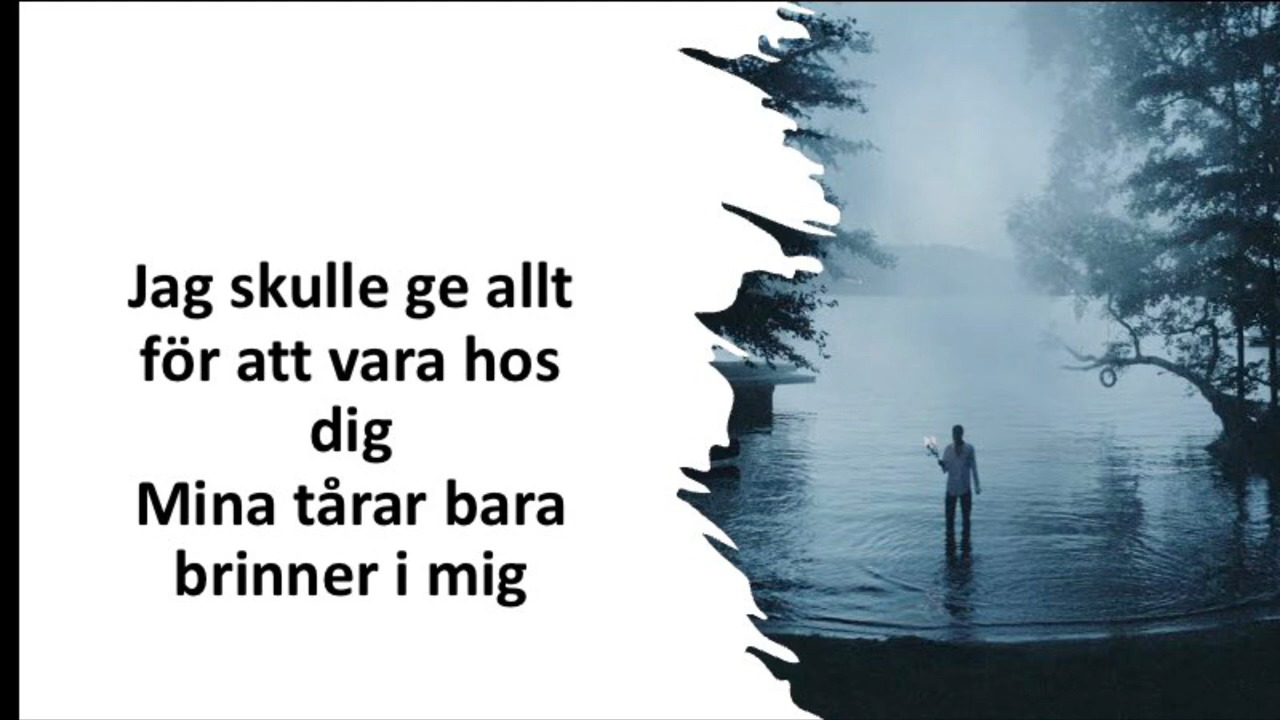 Jag skulle ge allt
för att vara hos
dig
Mina tårar bara
brinner i mig